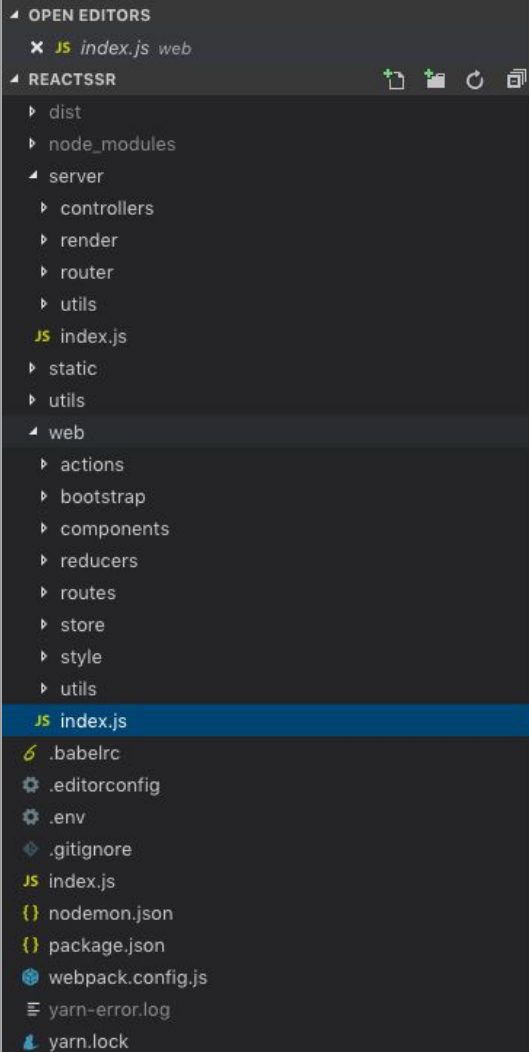 OPEN EDITORS
JS index.js web
REACTSSR
dist
node_modules
server
controllers
render
router
utils
JS index.js
static
utils
web
actions
bootstrap
components
reducers
routes
store
style
utils
JS index.js
.babelrc
.editorconfig
.env
.gitignore
JS index.js
{} nodemon.json
{} package.json
webpack.config.js
yarn-error.log
yarn.lock